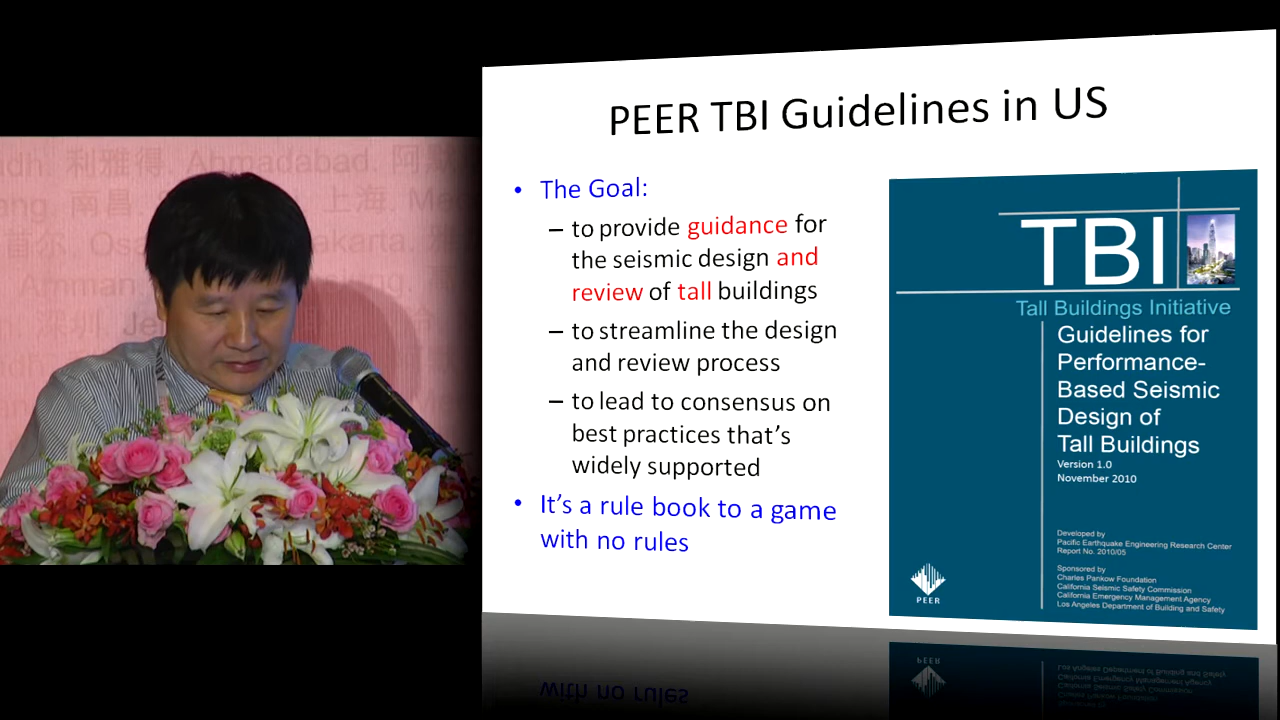 利雅得, Ahmadabad,
南昌,
上海,
Osa
akarta
Amman
深圳
PEER TBI Guidelines in US
• The Goal:
– to provide guidance for
the seismic design and
review of tall buildings
– to streamline the design
and review process
– to lead to consensus on
best practices that's
widely supported
• It's a rule book to a game
with no rules
TBI
Tall Buildings Initiative
Guidelines for
Performance-
Based Seismic
Design of
Tall Buildings
Version 1.0
November 2010
Developed by
Pacific Earthquake Engineering Research Center
Report No. 2010/05
Sponsored by
Charles Pankow Foundation
California Seismic Safety Commission
California Emergency Management Agency
Los Angeles Department of Building and Safety
PEER